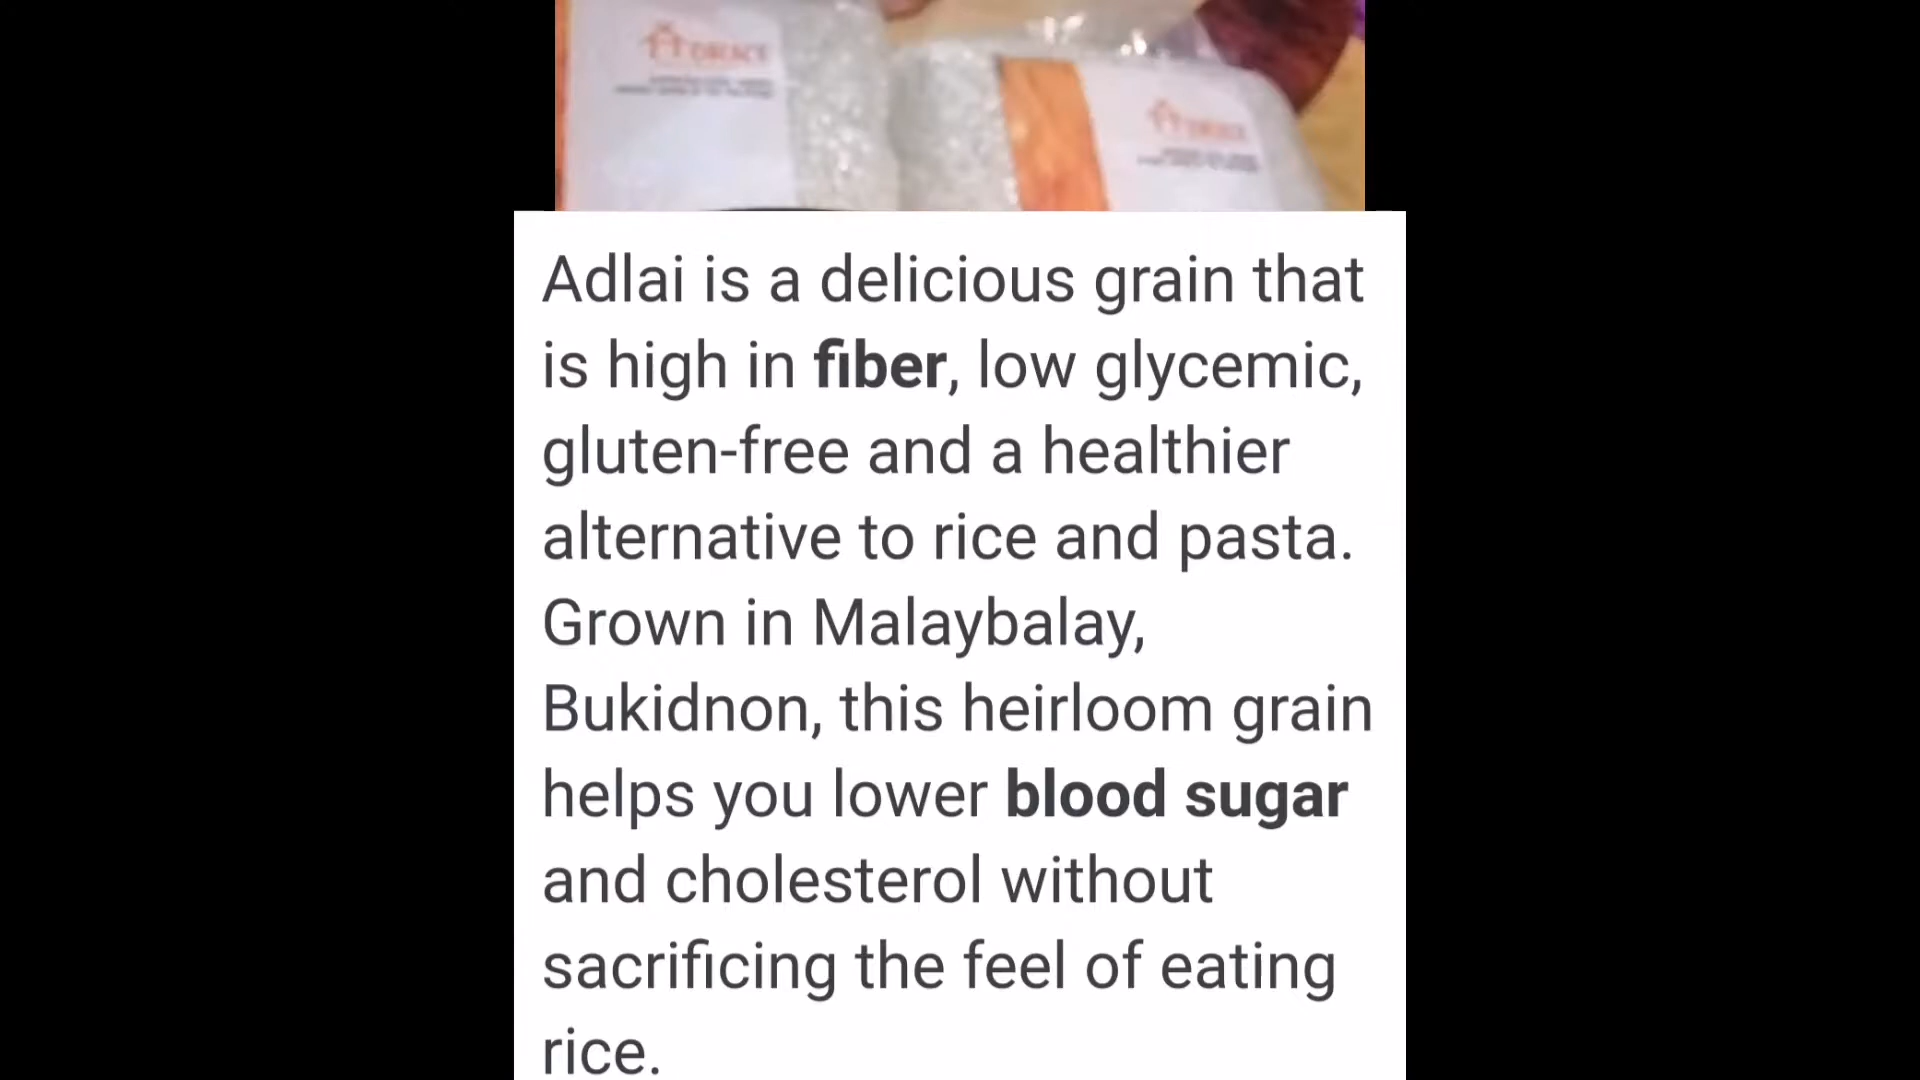 Adlai is a delicious grain that
is high in fiber, low glycemic,
gluten-free and a healthier
alternative to rice and pasta.
Grown in Malaybalay,
Bukidnon, this heirloom grain
helps you lower blood sugar
and cholesterol without
sacrificing the feel of eating
rice.